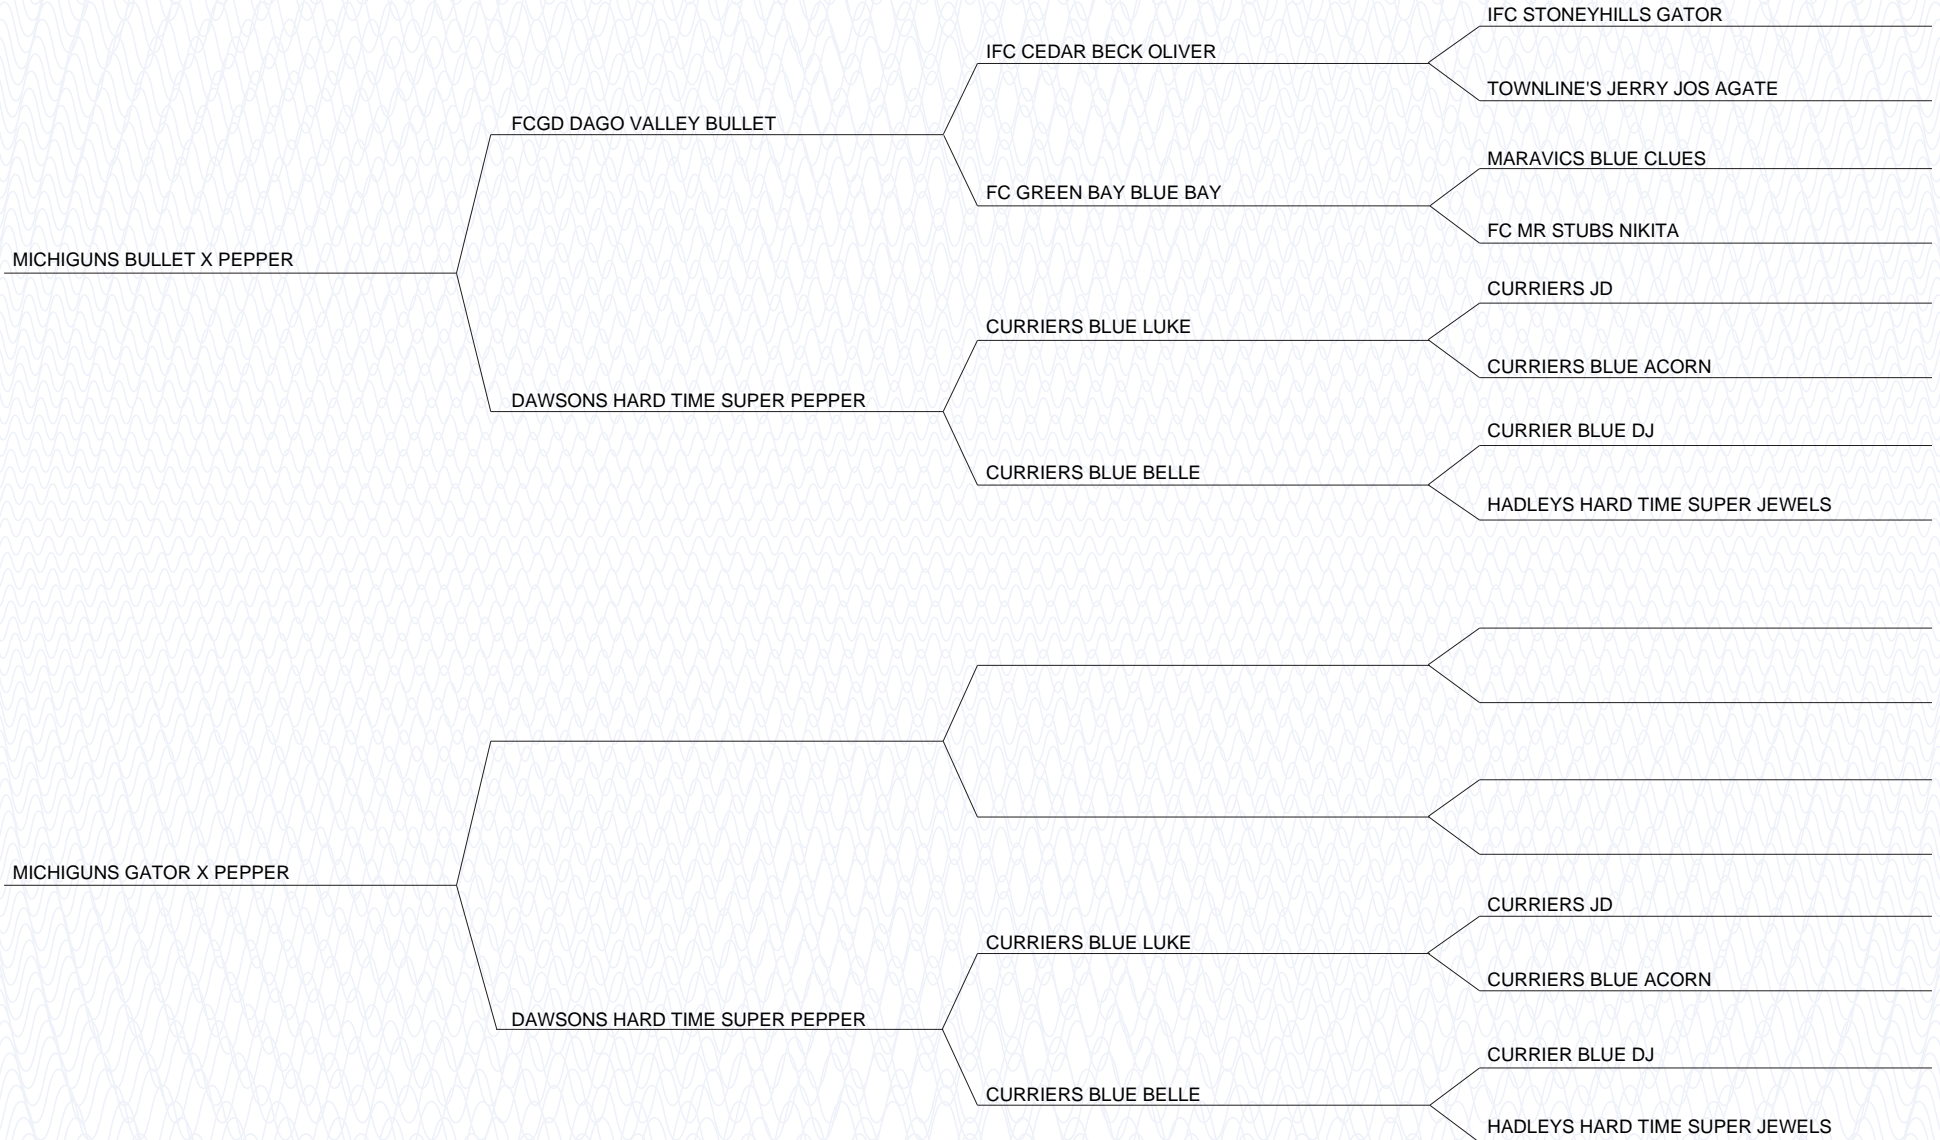 IFC STONEYHILLS GATOR
IFC CEDAR BECK OLIVER
TOWNLINE'S JERRY JOS AGATE
FCGD DAGO VALLEY BULLET
MARAVICS BLUE CLUES
FC GREEN BAY BLUE BAY
FC MR STUBS NIKITA
MICHIGUNS BULLET X PEPPER
CURRIERS JD
CURRIERS BLUE LUKE
CURRIERS BLUE ACORN
DAWSONS HARD TIME SUPER PEPPER
CURRIER BLUE DJ
CURRIERS BLUE BELLE
HADLEYS HARD TIME SUPER JEWELS
MICHIGUNS GATOR X PEPPER
CURRIERS JD
CURRIERS BLUE LUKE
CURRIERS BLUE ACORN
DAWSONS HARD TIME SUPER PEPPER
CURRIER BLUE DJ
CURRIERS BLUE BELLE
HADLEYS HARD TIME SUPER JEWELS